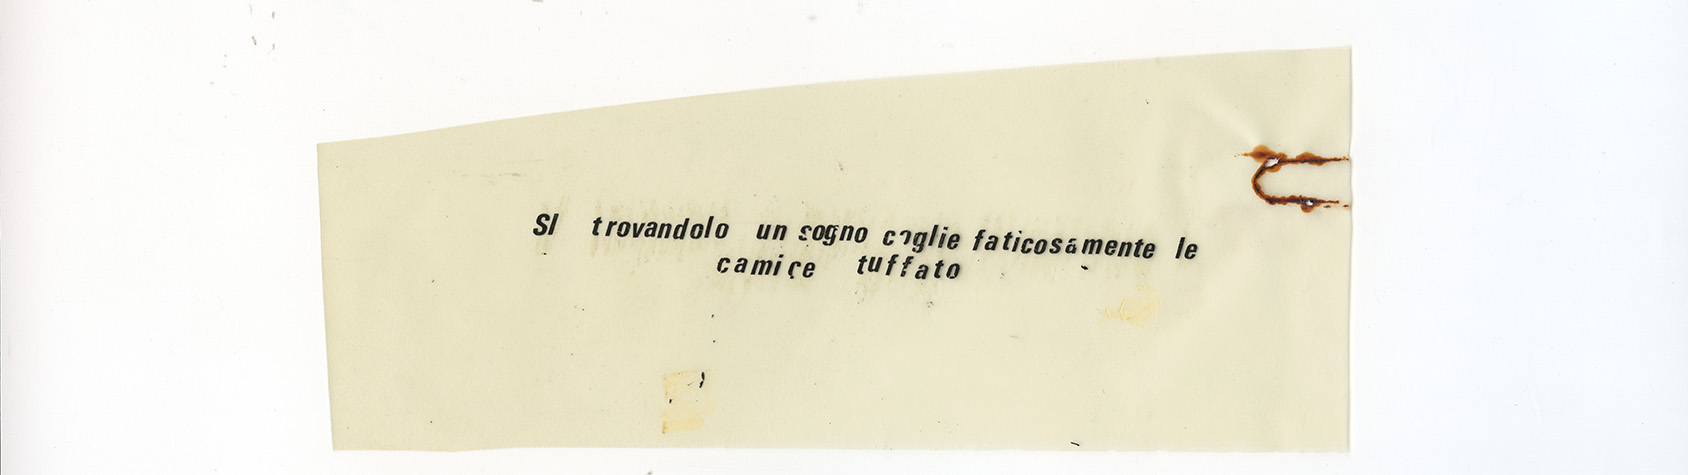 SI trovandolo un sogno coglie faticosamente le
camice tuffato